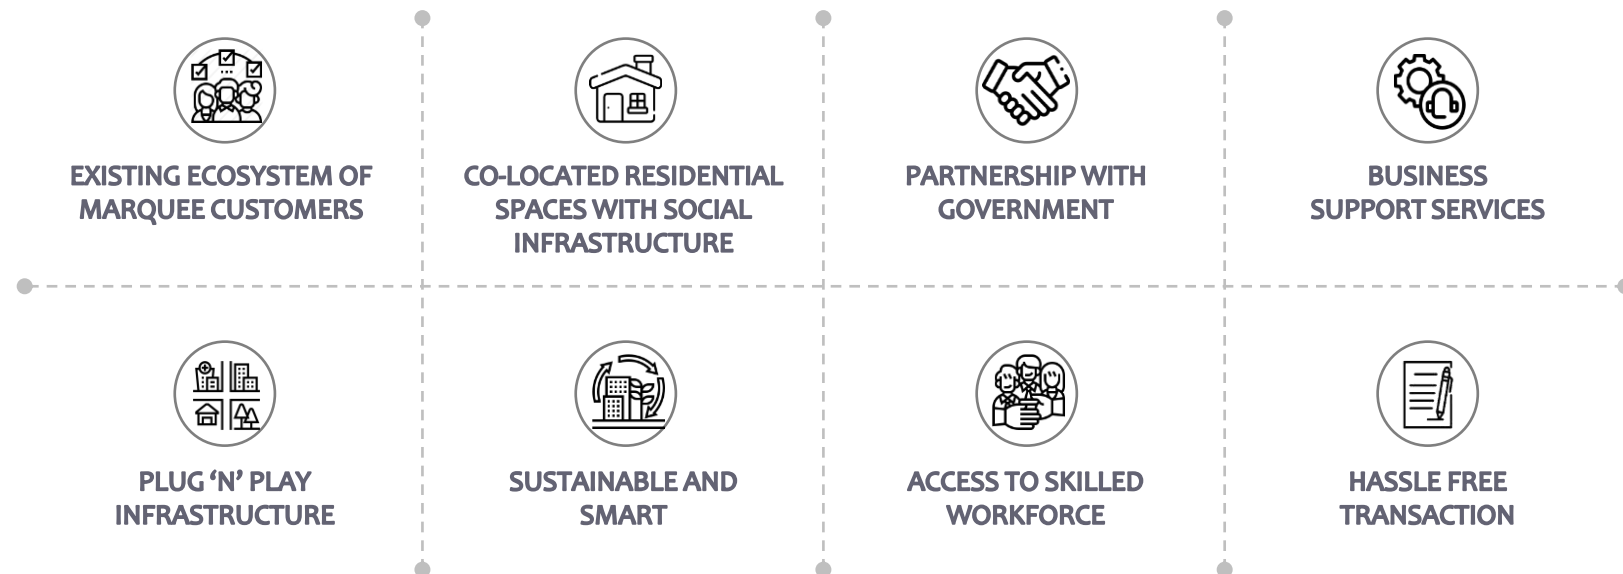 EXISTING ECOSYSTEM OF
MARQUEE CUSTOMERS
CO-LOCATED RESIDENTIAL
SPACES WITH SOCIAL
INFRASTRUCTURE
PARTNERSHIP WITH
GOVERNMENT
BUSINESS
SUPPORT SERVICES
PLUG ‘N’ PLAY
INFRASTRUCTURE
SUSTAINABLE AND
SMART
ACCESS TO SKILLED
WORKFORCE
HASSLE FREE
TRANSACTION